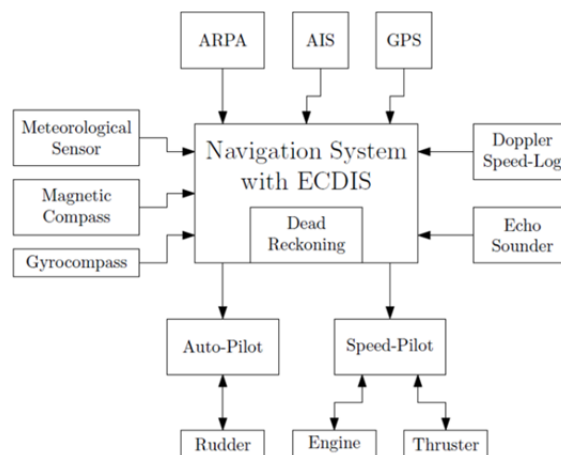 ARPA
AIS
GPS
Meteorological
Sensor
Magnetic
Compass
Gyrocompass
Navigation System
with ECDIS
Dead
Reckoning
Doppler
Speed-Log
Echo
Sounder
Auto-Pilot
Speed-Pilot
Rudder
Engine
Thruster